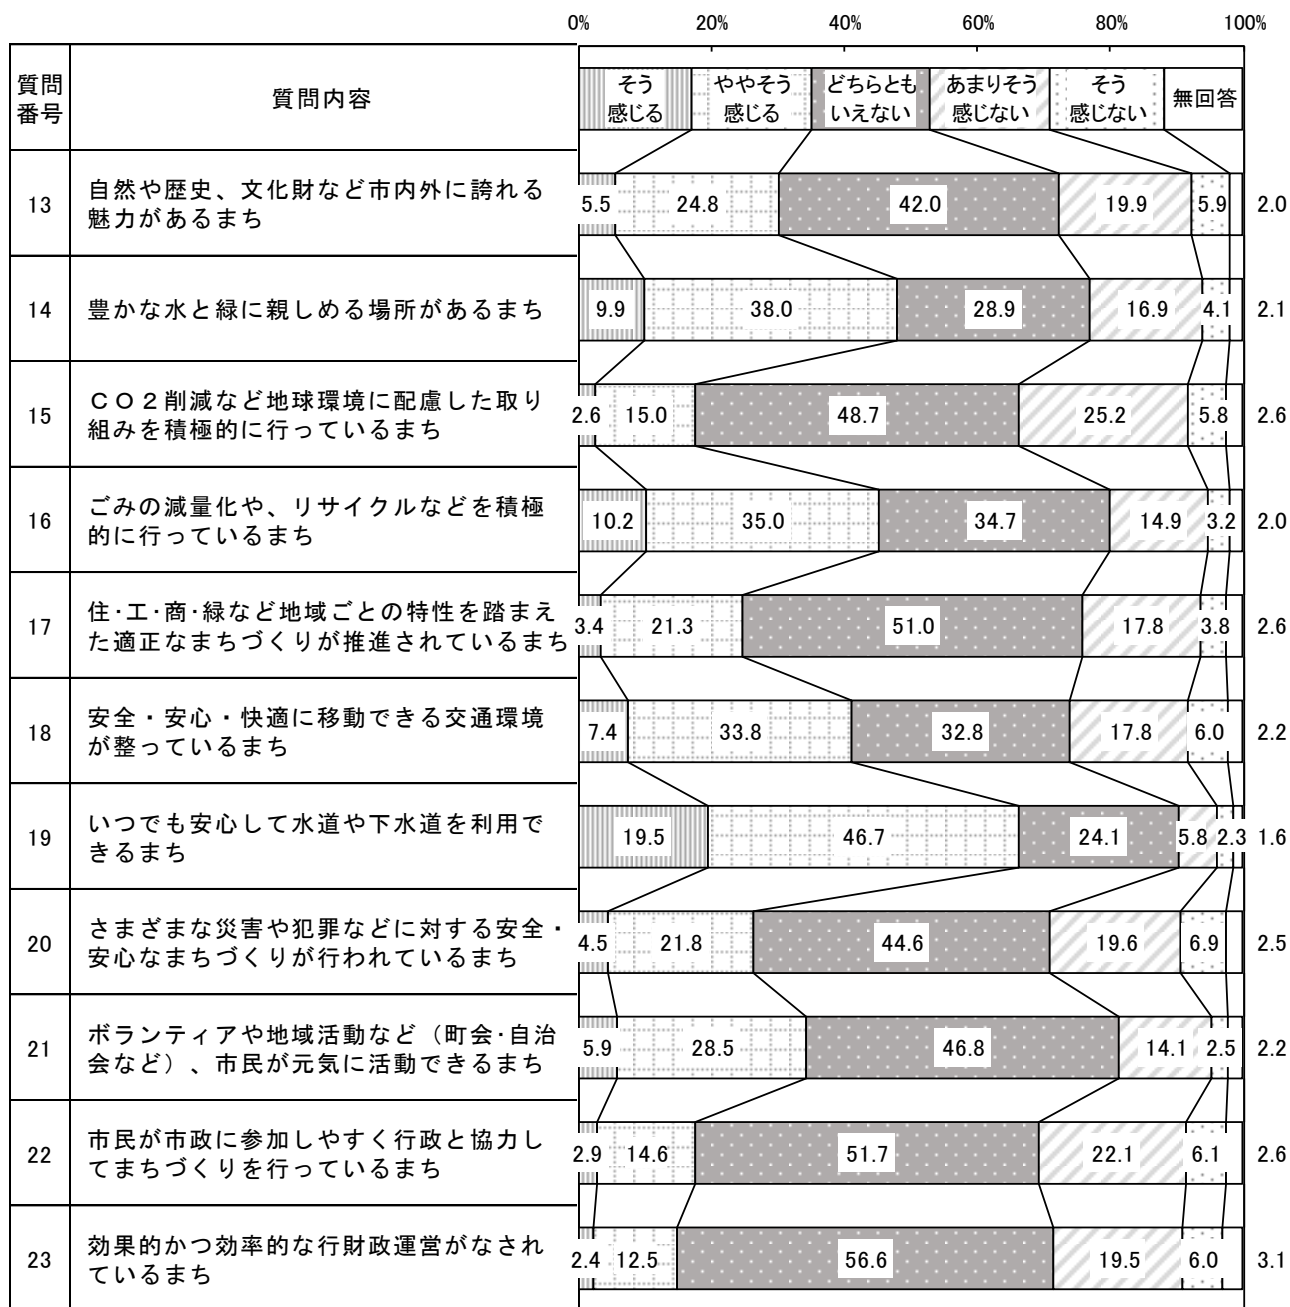 0% 20% 40% 60% 80% 100%
質問
番号
質問内容
そう
感じる
ややそう
感じる
どちらとも
いえない
あまりそう
感じない
そう
感じない
無回答
13
自然や歴史、文化財など市内外に誇れる
魅力があるまち
5.5 24.8 42.0 19.9 5.9 2.0
14
豊かな水と緑に親しめる場所があるまち
9.9 38.0 28.9 16.9 4.1 2.1
15
CO2削減など地球環境に配慮した取り
組みを積極的に行っているまち
2.6 15.0 48.7 25.2 5.8 2.6
16
ごみの減量化や、リサイクルなどを積極
的に行っているまち
10.2 35.0 34.7 14.9 3.2 2.0
17
住・工・商・緑など地域ごとの特性を踏まえ
た適正なまちづくりが推進されているまち
3.4 21.3 51.0 17.8 3.8 2.6
18
安全・安心・快適に移動できる交通環境
が整っているまち
7.4 33.8 32.8 17.8 6.0 2.2
19
いつでも安心して水道や下水道を利用で
きるまち
19.5 46.7 24.1 5.8 2.3 1.6
20
さまざまな災害や犯罪などに対する安全・
安心なまちづくりが行われているまち
4.5 21.8 44.6 19.6 6.9 2.5
21
ボランティアや地域活動など（町会・自治
会など）、市民が元気に活動できるまち
5.9 28.5 46.8 14.1 2.5 2.2
22
市民が市政に参加しやすく行政と協力し
てまちづくりを行っているまち
2.9 14.6 51.7 22.1 6.1 2.6
23
効果的かつ効率的な行財政運営がなされ
ているまち
2.4 12.5 56.6 19.5 6.0 3.1